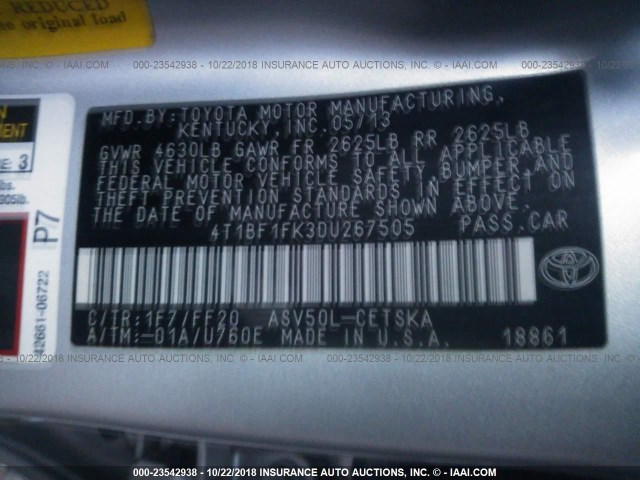 REDUCED
original load
000-23542938 - 10/22/2018 INSURANCE AUTO AUCTIONS, INC. - © IAAI.COM
MFD.BY:TOYOTA MOTOR MANUFACTURING,
KENTUCKY,INC.05/13
GVWR 4630LB GAWR FR 2625LB RR 2625LB
THIS VEHICLE CONFORMS TO ALL APPLICABLE
FEDERAL MOTOR VEHICLE SAFETY,BUMPER,AND
THEFT PREVENTION STANDARDS IN EFFECT ON
THE DATE OF MANUFACTURE SHOWN ABOVE.
4T1BF1FK3DU267505 PASS.CAR
C/TR:1F7/FF20 ASV50L-CETSKA
A/TM:-01A/U760E MADE IN U.S.A. 18861
3
lbs.
P7
42661-06722
000-23542938 - 10/22/2018 INSURANCE AUTO AUCTIONS, INC. - © IAAI.COM
000-23542938 - 10/22/2018 INSURANCE AUTO AUCTIONS, INC. - © IAAI.COM